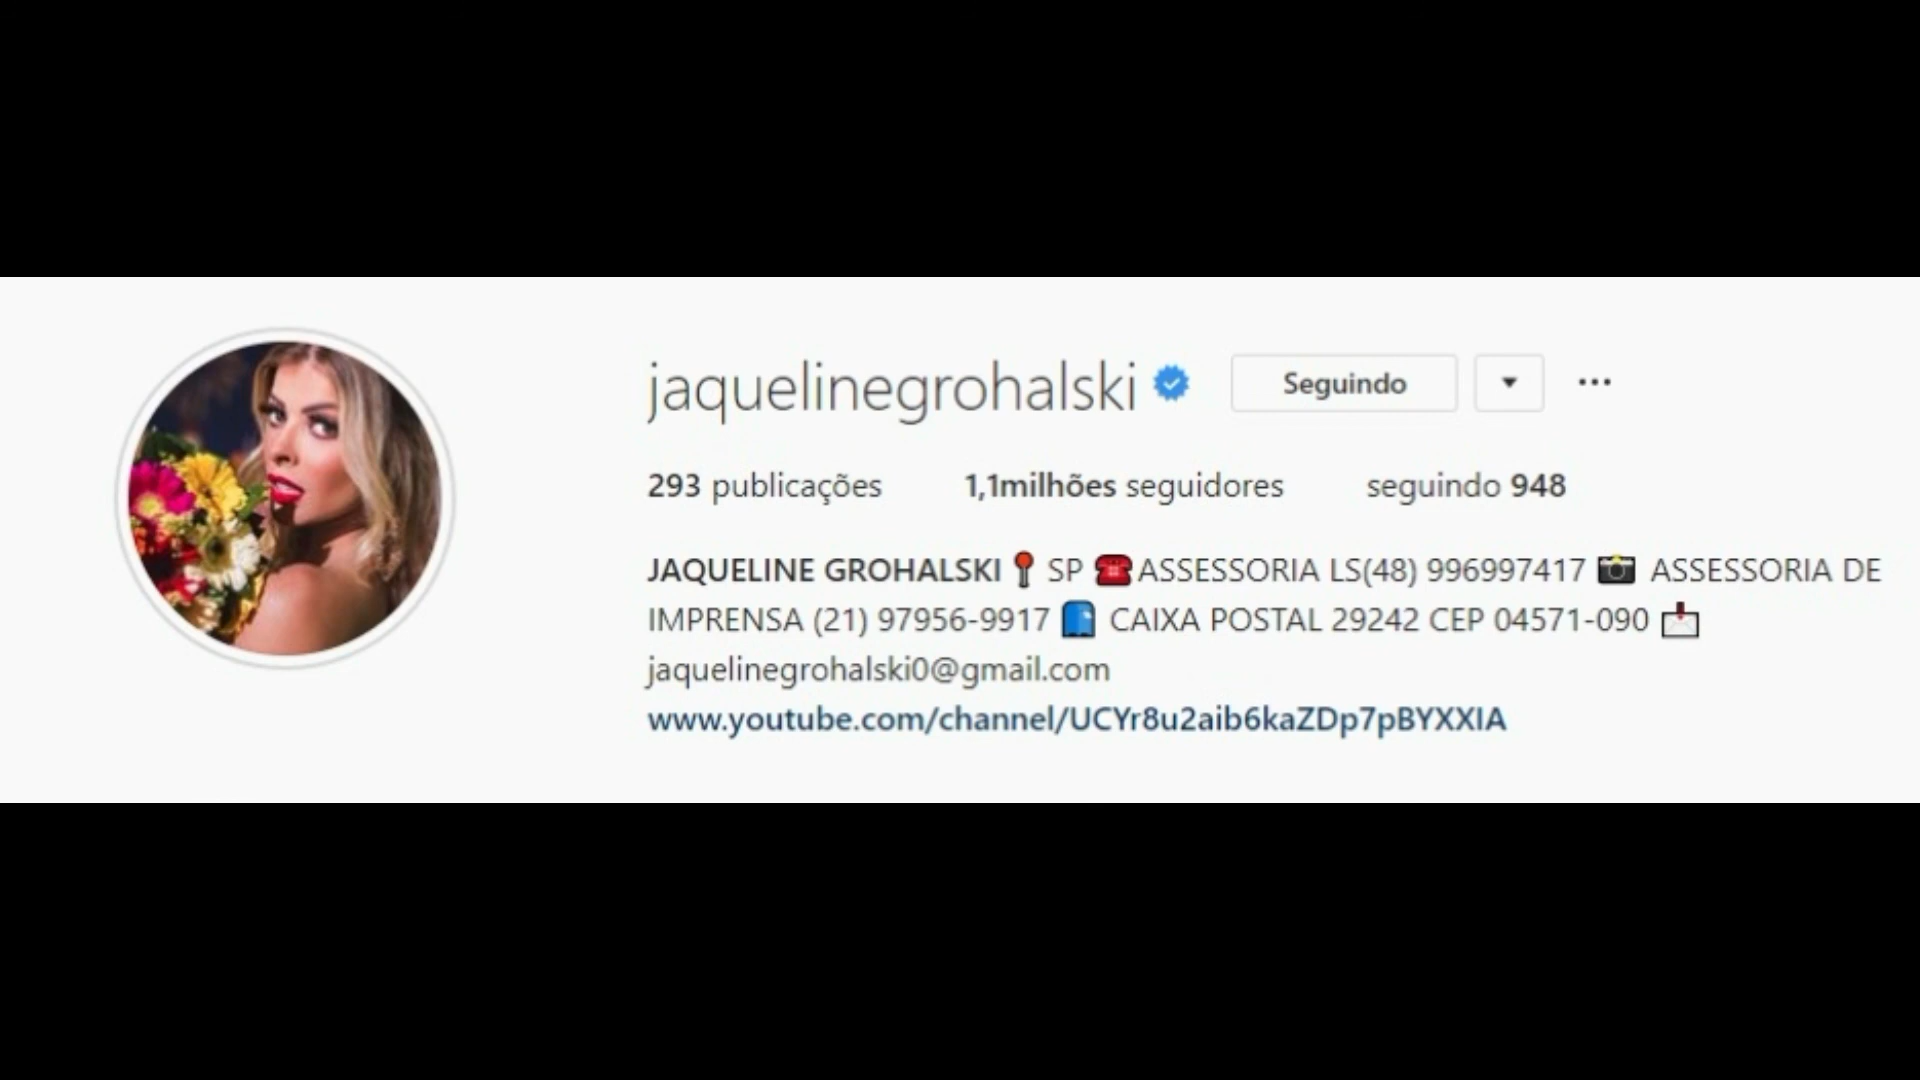 jaquelinegrohalski Seguindo
293 publicações 1,1milhões seguidores seguindo 948
JAQUELINE GROHALSKI 📍 SP ☎ASSESSORIA LS(48) 996997417 📷 ASSESSORIA DE
IMPRENSA (21) 97956-9917 📘 CAIXA POSTAL 29242 CEP 04571-090 📩
jaquelinegrohalski0@gmail.com
www.youtube.com/channel/UCYr8u2aib6kaZDp7pBYXXIA